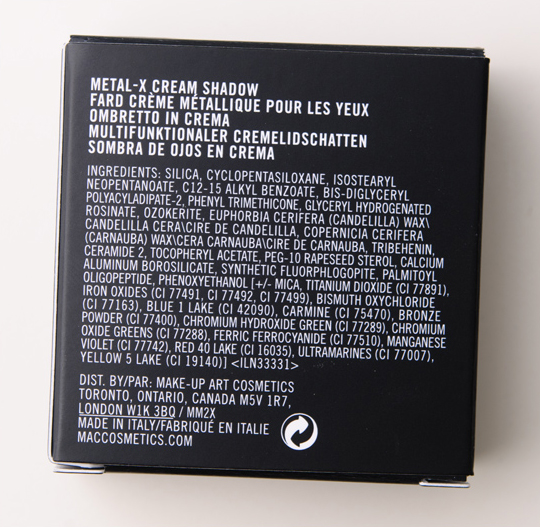 METAL-X CREAM SHADOW
FARD CRÈME MÉTALLIQUE POUR LES YEUX
OMBRETTO IN CREMA
MULTIFUNKTIONALER CREMELIDSCHATTEN
SOMBRA DE OJOS EN CREMA
INGREDIENTS: SILICA, CYCLOPENTASILOXANE, ISOSTEARYL
NEOPENTANOATE, C12-15 ALKYL BENZOATE, BIS-DIGLYCERYL
POLYACYLADIPATE-2, PHENYL TRIMETHICONE, GLYCERYL HYDROGENATED
ROSINATE, OZOKERITE, EUPHORBIA CERIFERA (CANDELILLA) WAX\
CANDELILLA CERA\CIRE DE CANDELILLA, COPERNICIA CERIFERA
(CARNAUBA) WAX\CERA CARNAUBA\CIRE DE CARNAUBA, TRIBEHENIN,
CERAMIDE 2, TOCOPHERYL ACETATE, PEG-10 RAPESEED STEROL, CALCIUM
ALUMINUM BOROSILICATE, SYNTHETIC FLUORPHLOGOPITE, PALMITOYL
OLIGOPEPTIDE, PHENOXYETHANOL [+/- MICA, TITANIUM DIOXIDE (CI 77891),
IRON OXIDES (CI 77491, CI 77492, CI 77499), BISMUTH OXYCHLORIDE
(CI 77163), BLUE 1 LAKE (CI 42090), CARMINE (CI 75470), BRONZE
POWDER (CI 77400), CHROMIUM HYDROXIDE GREEN (CI 77289), CHROMIUM
OXIDE GREENS (CI 77288), FERRIC FERROCYANIDE (CI 77510), MANGANESE
VIOLET (CI 77742), RED 40 LAKE (CI 16035), ULTRAMARINES (CI 77007),
YELLOW 5 LAKE (CI 19140)] <ILN33331>
DIST. BY/PAR: MAKE-UP ART COSMETICS
TORONTO, ONTARIO, CANADA M5V 1R7,
LONDON W1K 3BQ / MM2X
MADE IN ITALY/FABRIQUÉ EN ITALIE
MACCOSMETICS.COM